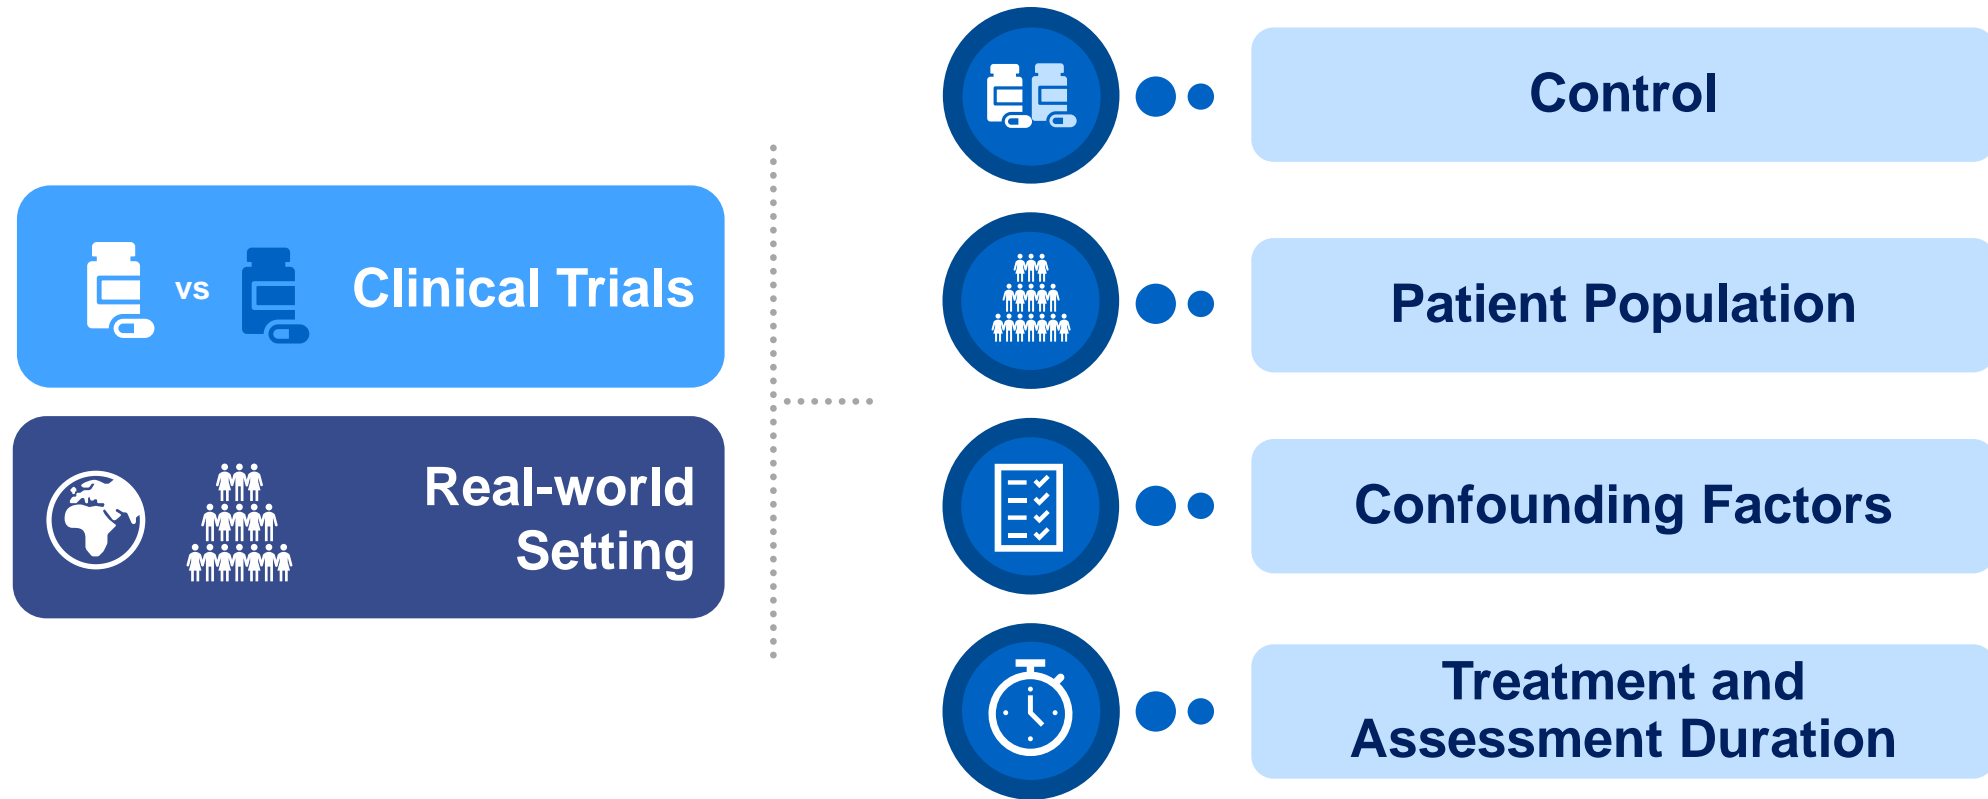 vs
Clinical Trials
Real-world
Setting
Control
Patient Population
Confounding Factors
Treatment and
Assessment Duration